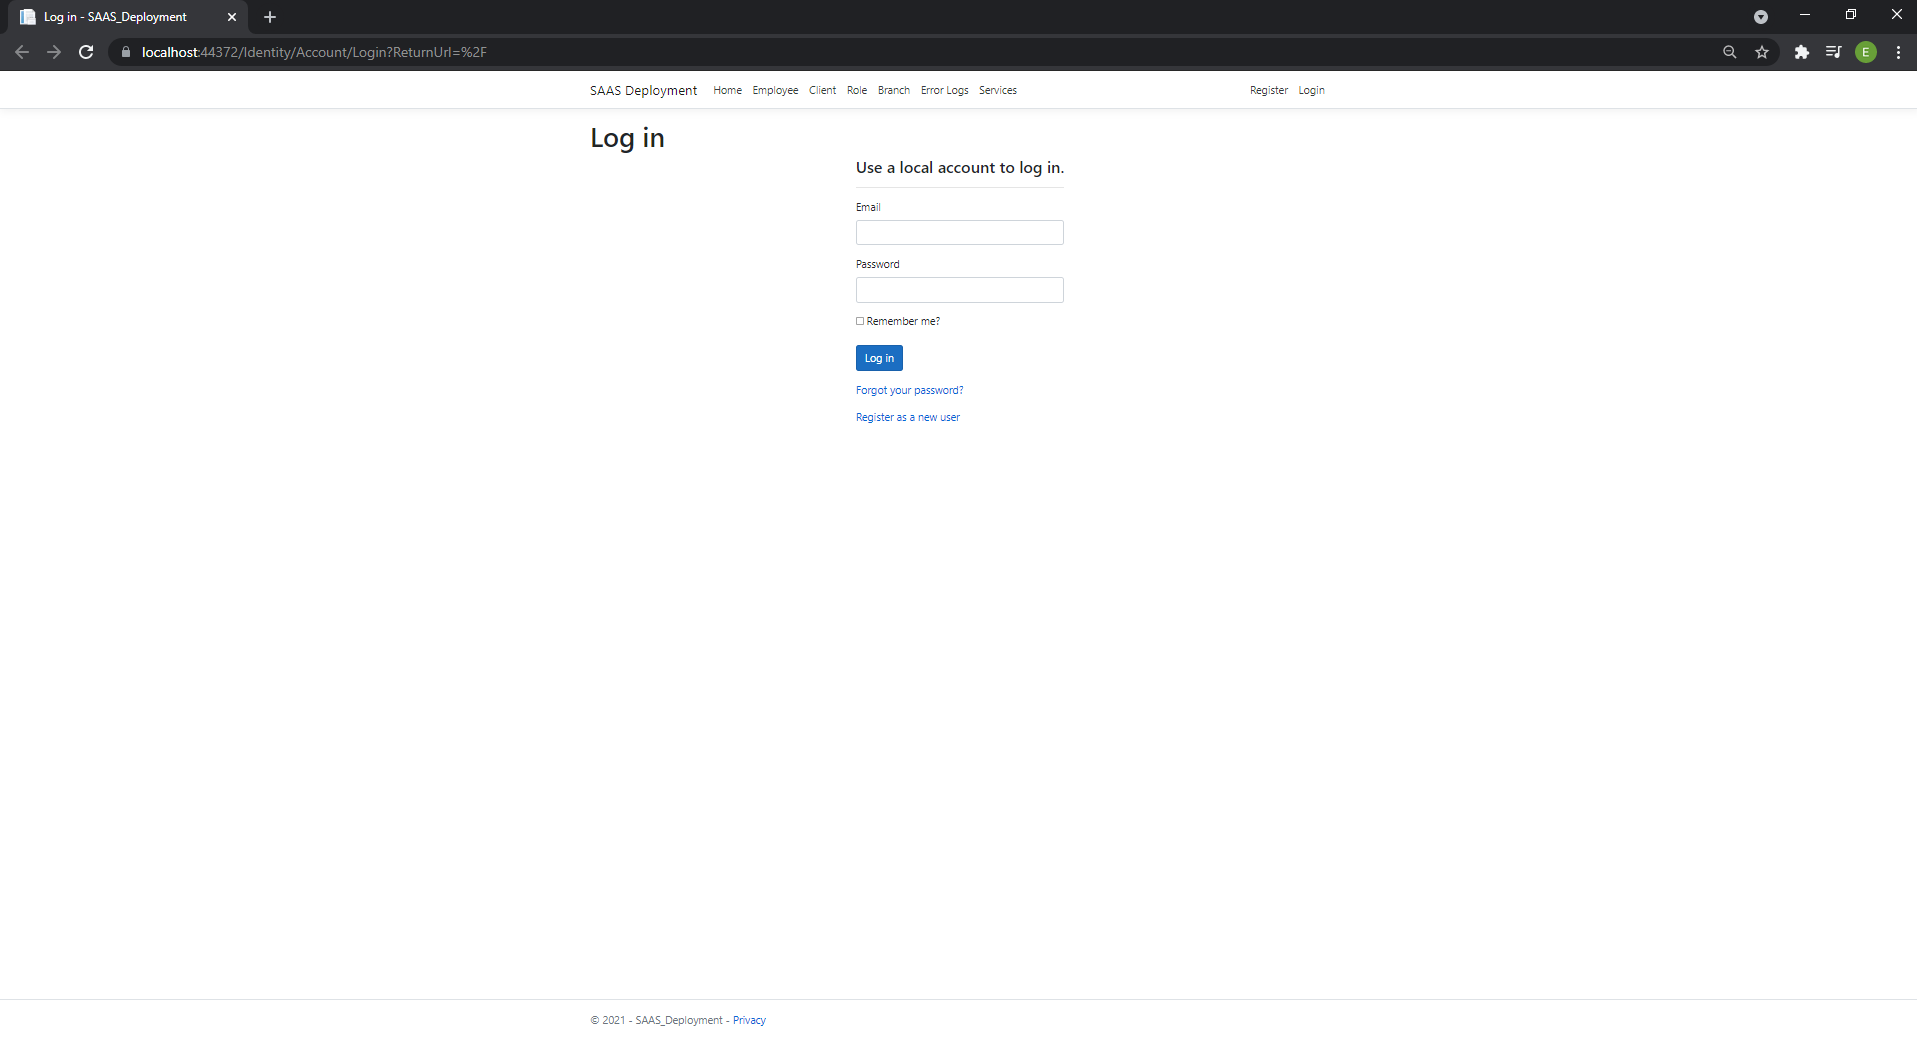 Log in - SAAS_Deployment
localhost:44372/Identity/Account/Login?ReturnUrl=%2F
E
SAAS Deployment Home Employee Client Role Branch Error Logs Services Register Login
Log in
Use a local account to log in.
Email
Password
Remember me?
Log in
Forgot your password?
Register as a new user
© 2021 - SAAS_Deployment - Privacy